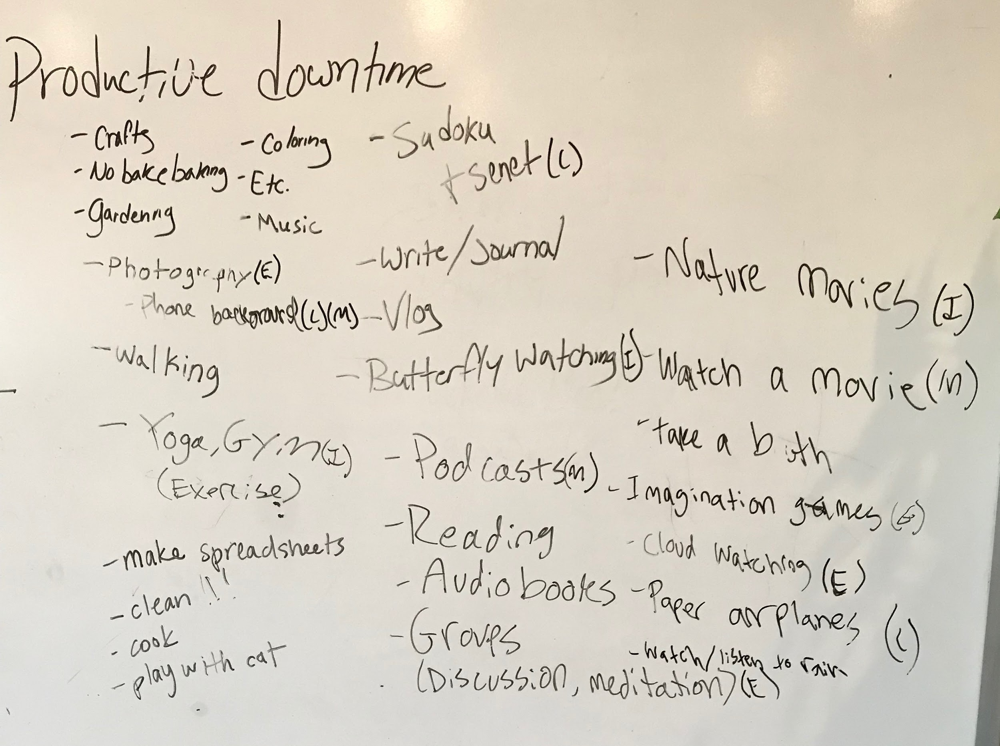 Productive downtime
- Crafts
- No bake baking
- Gardening
- Coloring
- Etc.
- Music
- Sudoku
+ senet (C)
- Photography (E)
- Phone background (C) (M)
- Walking
- Yoga, Gym (I)
(Exercise)
- make spreadsheets
- clean !!!
- cook
- play with cat
- Write/Journal
- Vlog
- Butterfly Watching (I)
- Podcasts (M)
- Reading
- Audio books
- Groups
(Discussion, meditation) (E)
- Nature Movies (I)
- Watch a Movie (M)
- take a bath
- Imagination games
- Cloud Watching (E)
- Paper airplanes (C)
- Watch/listen to rain